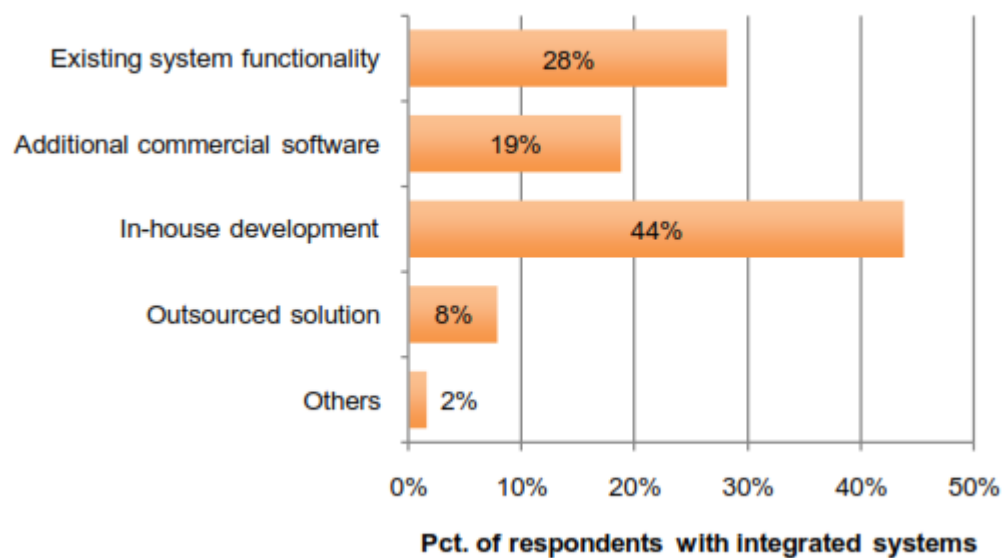 Existing system functionality
28%
Additional commercial software
19%
In-house development
44%
Outsourced solution
8%
Others
2%
0% 10% 20% 30% 40% 50%
Pct. of respondents with integrated systems